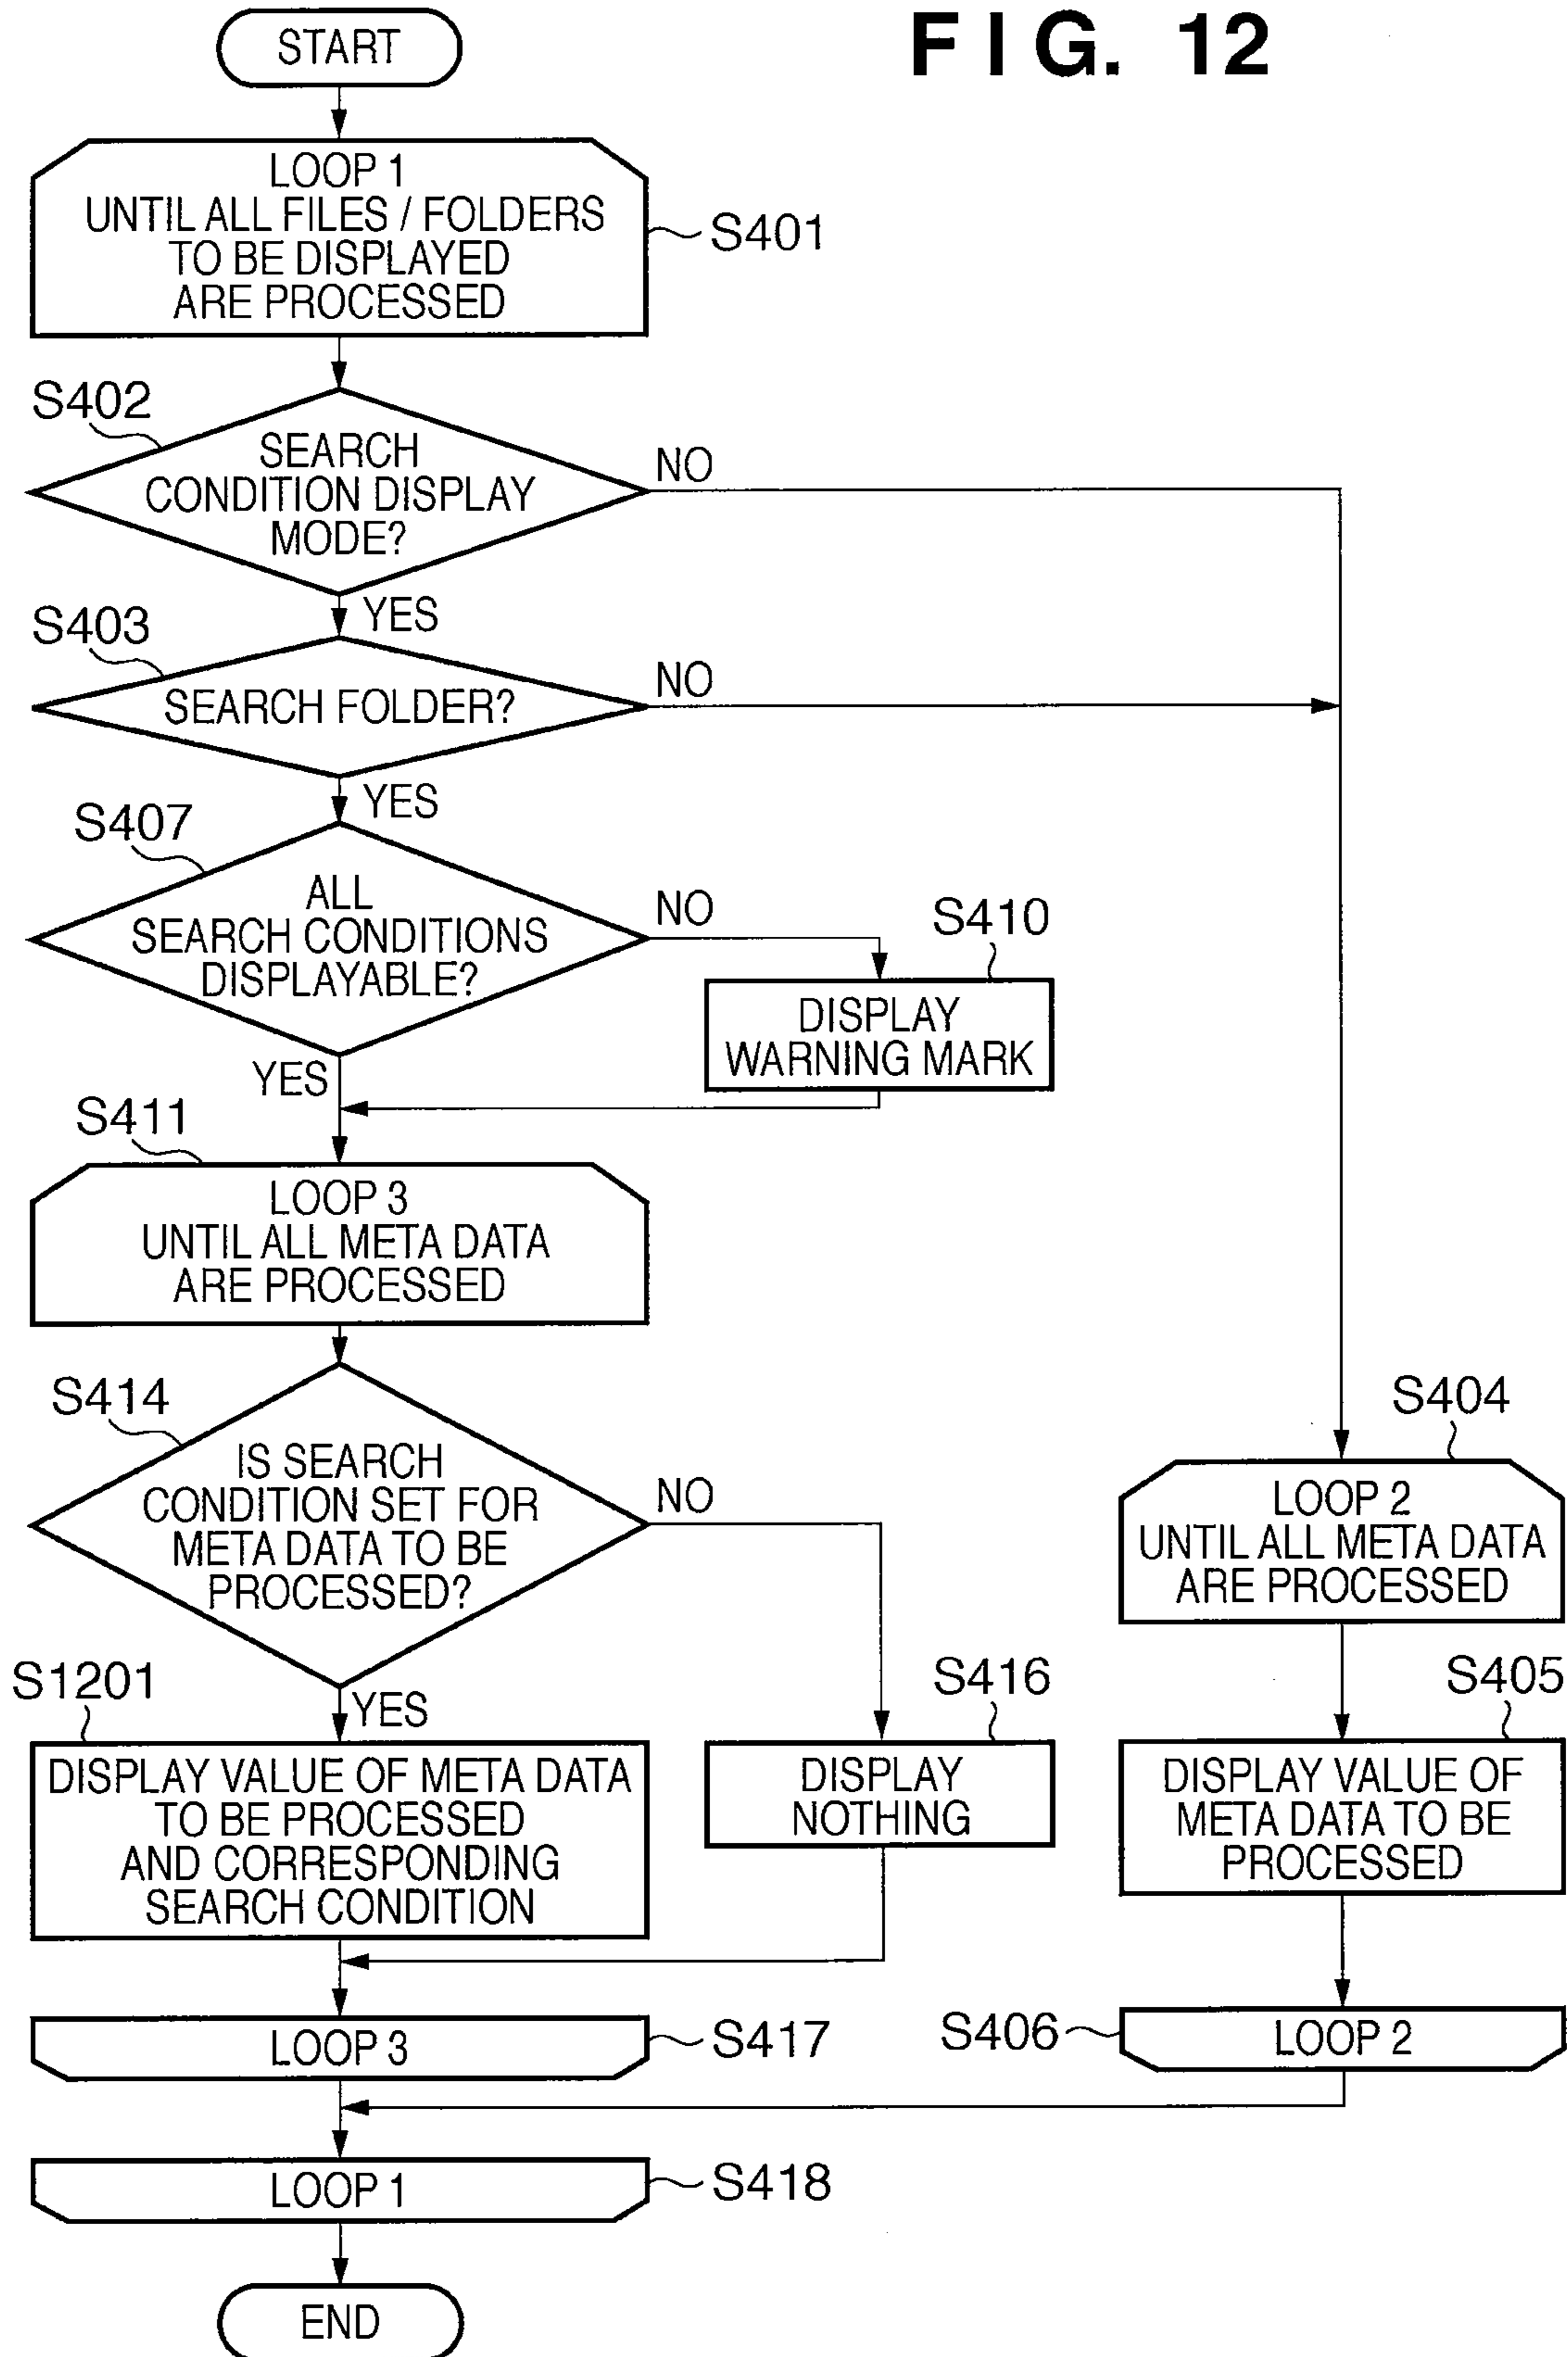 FIG. 12
START
LOOP 1
UNTIL ALL FILES / FOLDERS
TO BE DISPLAYED
ARE PROCESSED
S401
S402
SEARCH
CONDITION DISPLAY
MODE?
NO
YES
S403
SEARCH FOLDER?
NO
YES
S407
ALL
SEARCH CONDITIONS
DISPLAYABLE?
NO
YES
S410
DISPLAY
WARNING MARK
S411
LOOP 3
UNTIL ALL META DATA
ARE PROCESSED
S414
IS SEARCH
CONDITION SET FOR
META DATA TO BE
PROCESSED?
NO
YES
S404
LOOP 2
UNTIL ALL META DATA
ARE PROCESSED
S1201
DISPLAY VALUE OF META DATA
TO BE PROCESSED
AND CORRESPONDING
SEARCH CONDITION
S416
DISPLAY
NOTHING
S405
DISPLAY VALUE OF
META DATA TO BE
PROCESSED
LOOP 3
S417
S406
LOOP 2
LOOP 1
S418
END